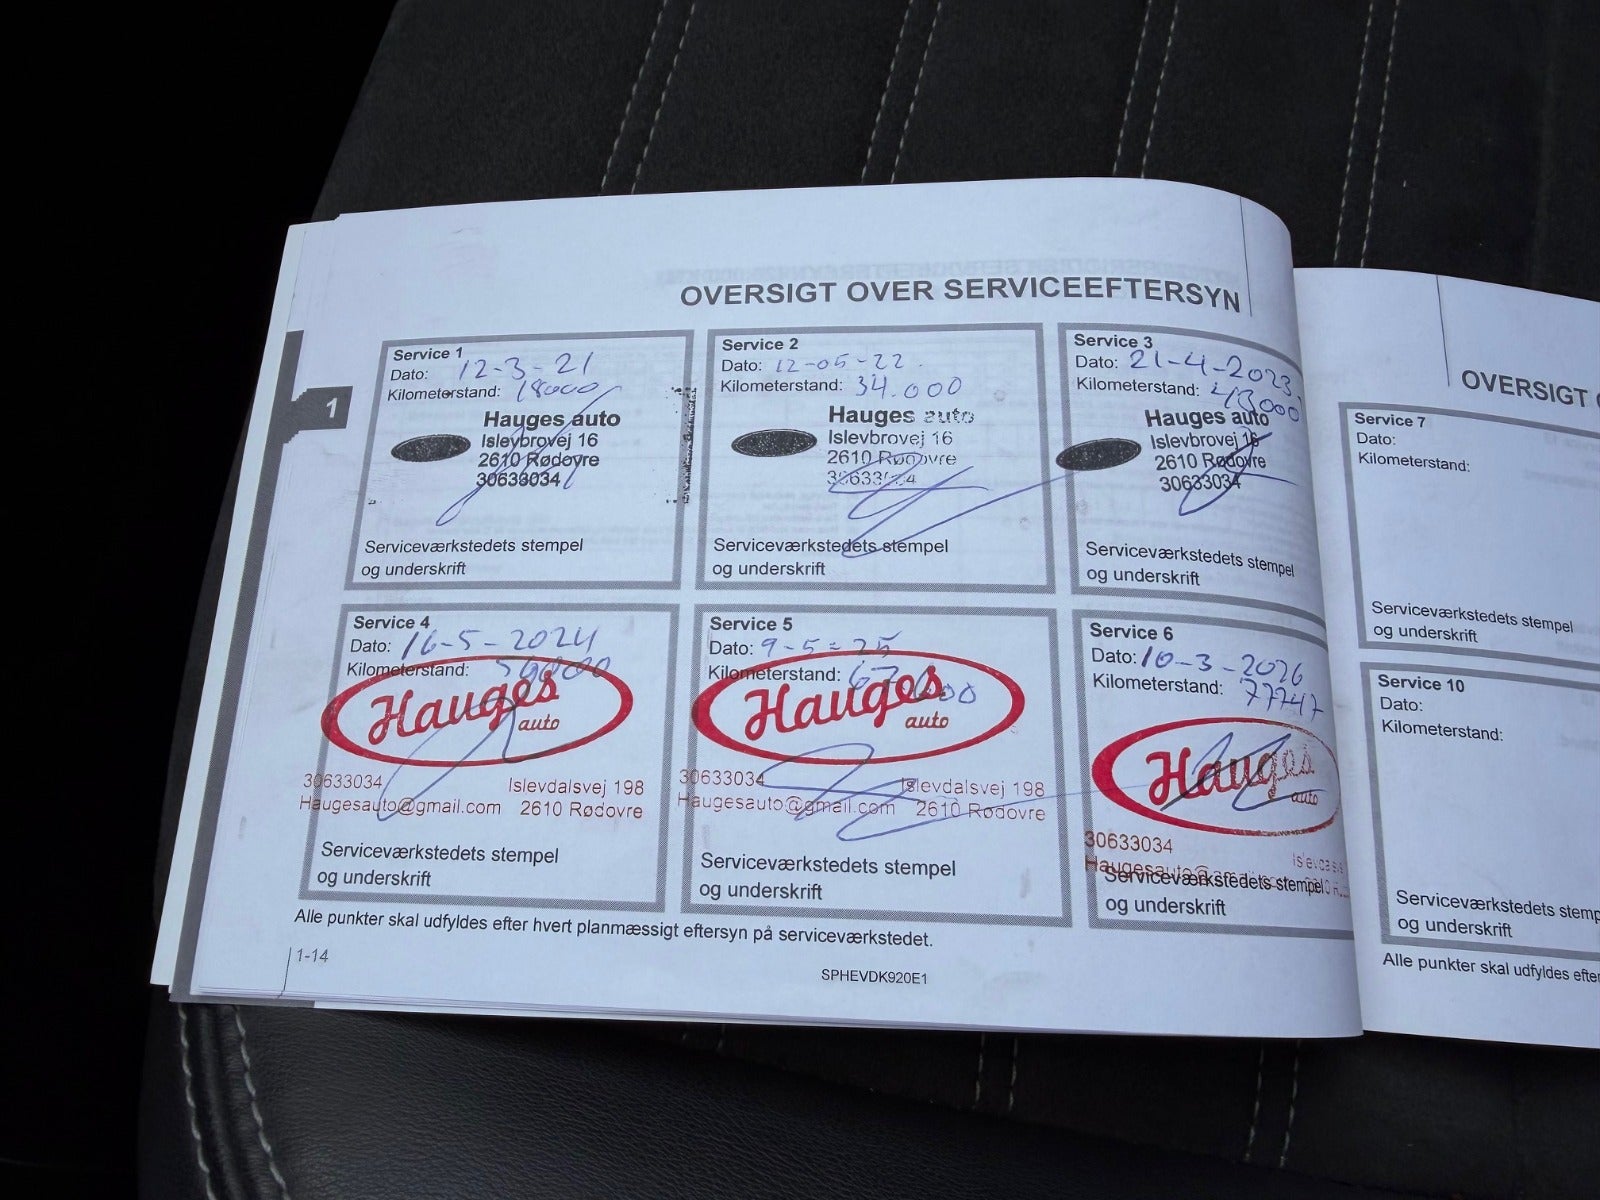 OVERSIGT OVER SERVICEEFTERSYN
1
Service 1
Dato: 12-3-21
Kilometerstand: 18000
Hauges auto
Islevbrovej 16
2610 Rødovre
30633034
Serviceværkstedets stempel
og underskrift
Service 2
Dato: 12-05-22.
Kilometerstand: 34.000
Hauges auto
Islevbrovej 16
2610 Rødovre
30633034
Serviceværkstedets stempel
og underskrift
Service 3
Dato: 21-4-2023
Kilometerstand: 43000
Hauges auto
Islevbrovej 16
2610 Rødovre
30633034
Serviceværkstedets stempel
og underskrift
Service 4
Dato: 16-5-2024
Kilometerstand:
Hauges
auto
30633034 Islevdalsvej 198
Haugesauto@gmail.com 2610 Rødovre
Serviceværkstedets stempel
og underskrift
Service 5
Dato: 9-5-25
Kilometerstand: 67000
Hauges
auto
30633034 Islevdalsvej 198
Haugesauto@gmail.com 2610 Rødovre
Serviceværkstedets stempel
og underskrift
Service 6
Dato: 10-3-2026
Kilometerstand: 77747
Hauges
auto
30633034
Serviceværkstedets stempel
og underskrift
Alle punkter skal udfyldes efter hvert planmæssigt eftersyn på serviceværkstedet.
1-14
SPHEVDK920E1
OVERSIGT
Service 7
Dato:
Kilometerstand:
Serviceværkstedets stempel
og underskrift
Service 10
Dato:
Kilometerstand:
Serviceværkstedets stemp
og underskrift
Alle punkter skal udfyldes efte